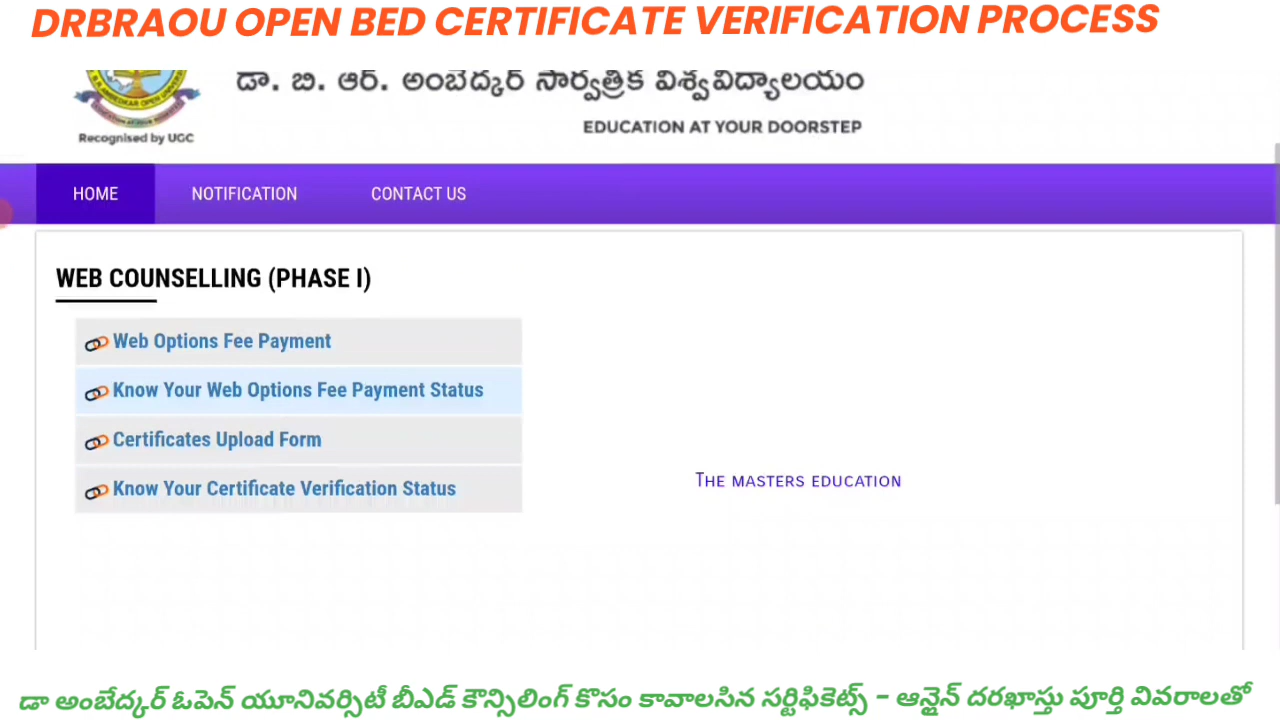 DRBRAOU OPEN BED CERTIFICATE VERIFICATION PROCESS
డా. బి. ఆర్. అంబేద్కర్ సార్వత్రిక విశ్వవిద్యాలయం
Recognised by UGC
EDUCATION AT YOUR DOORSTEP
HOME NOTIFICATION CONTACT US
WEB COUNSELLING (PHASE I)
Web Options Fee Payment
Know Your Web Options Fee Payment Status
Certificates Upload Form
Know Your Certificate Verification Status
THE MASTERS EDUCATION
డా అంబేద్కర్ ఓపెన్ యూనివర్సిటీ బీఎడ్ కౌన్సిలింగ్ కొసం కావాలసిన సర్టిఫికెట్స్ - ఆన్లైన్ దరఖాస్తు పూర్తి వివరాలతో